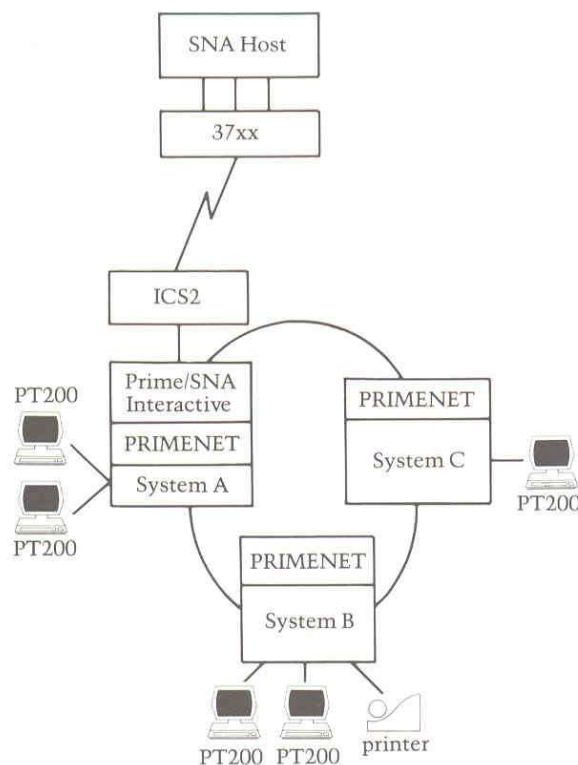 SNA Host
37xx
ICS2
Prime/SNA
Interactive
PRIMENET
System A
PT200
PT200
PRIMENET
System C
PT200
PRIMENET
System B
PT200
PT200
printer